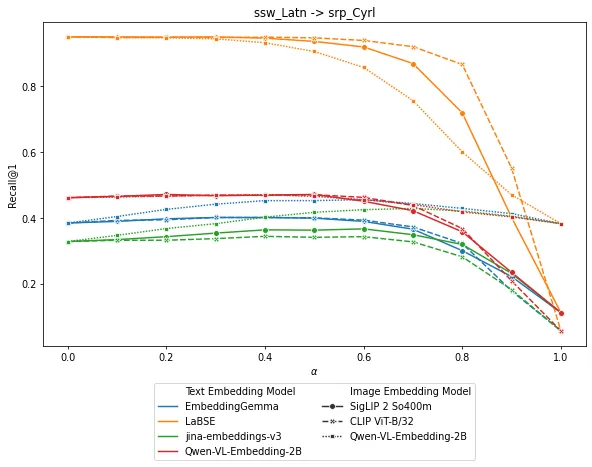 ssw_Latn -> srp_Cyrl
Recall@1
0.8
0.6
0.4
0.2
0.0 0.2 0.4 0.6 0.8 1.0
α
Text Embedding Model
EmbeddingGemma
LaBSE
jina-embeddings-v3
Qwen-VL-Embedding-2B
Image Embedding Model
SigLIP 2 So400m
CLIP ViT-B/32
Qwen-VL-Embedding-2B